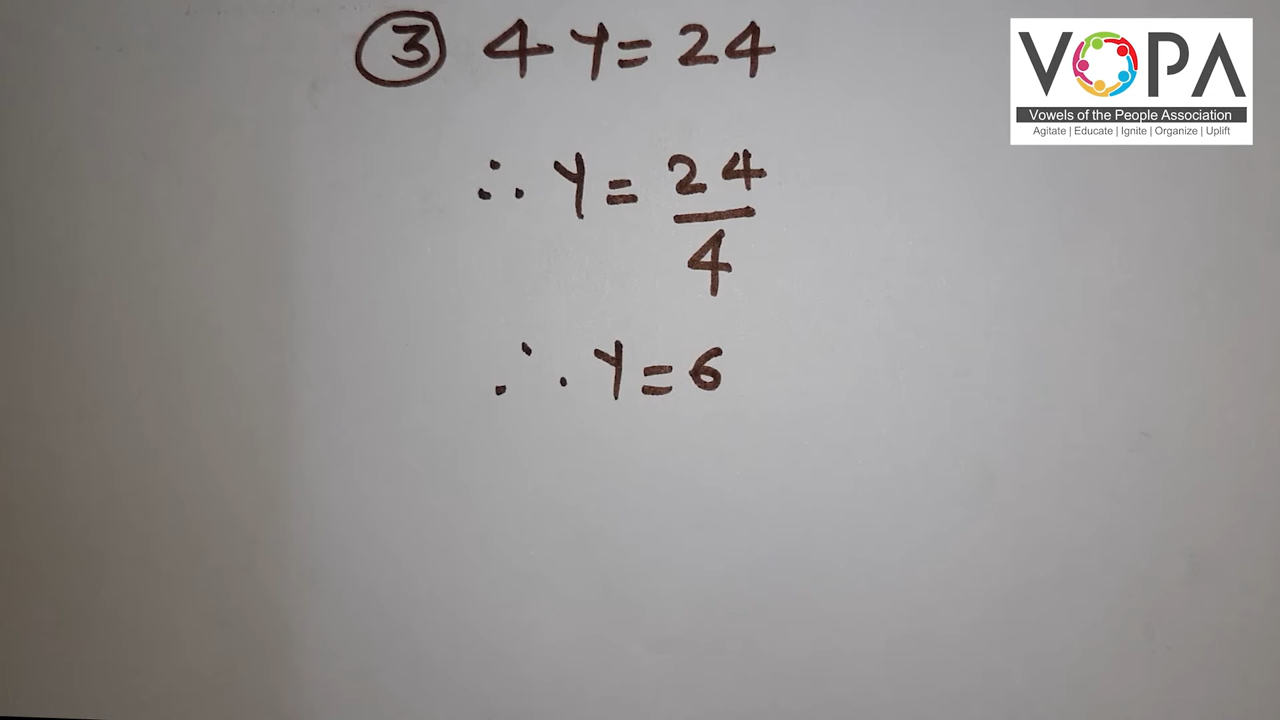 ③ 4Y=24
∴ Y = 24/4
∴ Y=6
VOPA
Vowels of the People Association
Agitate | Educate | Ignite | Organize | Uplift